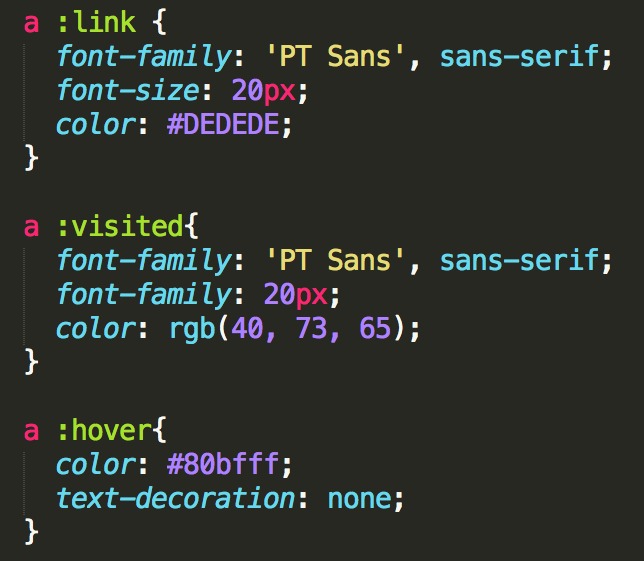 a :link {
  font-family: 'PT Sans', sans-serif;
  font-size: 20px;
  color: #DEDEDE;
}

a :visited{
  font-family: 'PT Sans', sans-serif;
  font-family: 20px;
  color: rgb(40, 73, 65);
}

a :hover{
  color: #80bfff;
  text-decoration: none;
}